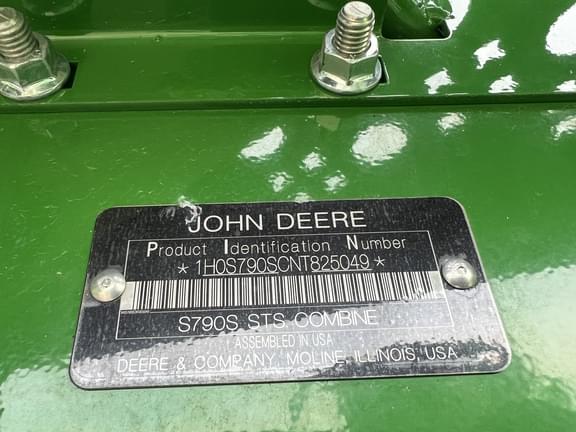 JOHN DEERE
Product Identification Number
* 1H0S790SCNT825049 *
S790S STS COMBINE
ASSEMBLED IN USA
DEERE & COMPANY, MOLINE, ILLINOIS, USA